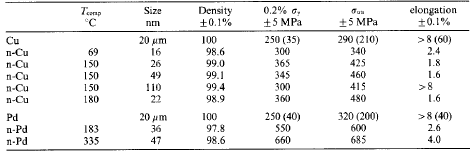 T_comp Size Density 0.2% σ_y σ_uts elongation
°C nm ±0.1% ±5 MPa ±5 MPa ±0.1%
Cu 20 μm 100 250 (35) 290 (210) >8 (60)
n-Cu 69 16 98.6 300 340 2.4
n-Cu 150 26 99.0 365 425 1.8
n-Cu 150 49 99.1 345 460 1.6
n-Cu 150 110 99.4 300 415 >8
n-Cu 180 22 98.9 360 480 1.6
Pd 20 μm 100 250 (40) 320 (200) >8 (40)
n-Pd 183 36 97.8 550 600 2.6
n-Pd 335 47 98.6 660 685 4.0